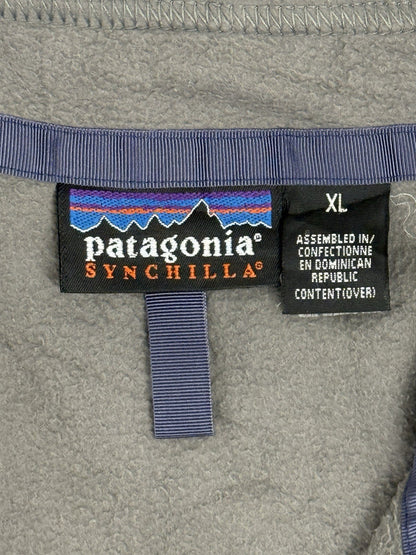 patagonia®
SYNCHILLA®
XL
ASSEMBLED IN/
CONFECTIONNE
EN DOMINICAN
REPUBLIC
CONTENT(OVER)